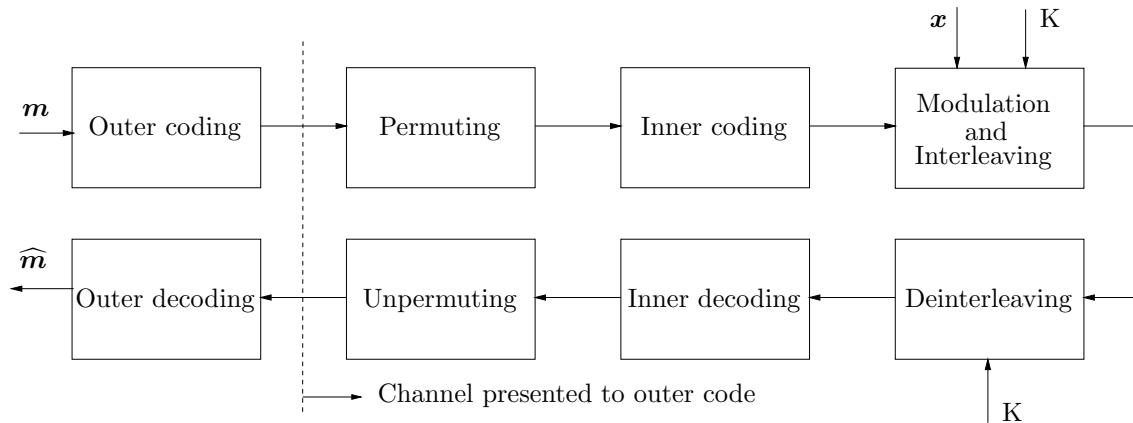 x K
m
Outer coding
Permuting
Inner coding
Modulation
and
Interleaving
m̂
Outer decoding
Unpermuting
Inner decoding
Deinterleaving
Channel presented to outer code
K